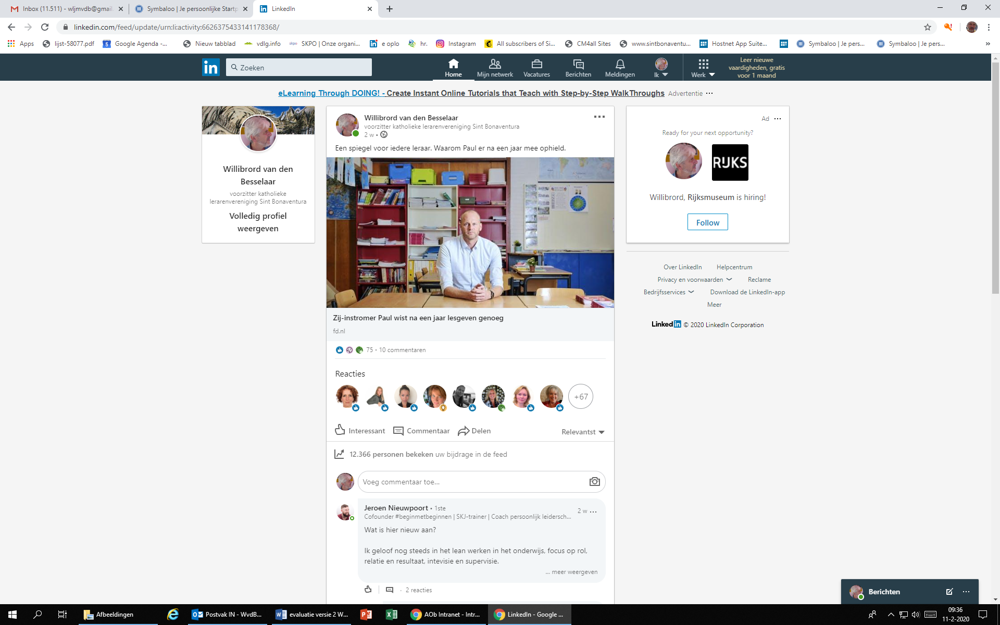 Inbox (11.511) - wljmvdb@gmail.
Symbaloo | Je persoonlijke Startp
LinkedIn
linkedin.com/feed/update/urn:li:activity:6626375433141178368/
Apps
lijst-58077.pdf
Google Agenda -...
Nieuw tabblad
vdlg.info
SKPO | Onze organi...
e oplo
hr.
Instagram
All subscribers of Si...
CM4all Sites
www.sintbonaventu...
Hostnet App Suite...
Symbaloo | Je pers...
Symbaloo | Je pers...
»
in
Zoeken
Home
Mijn netwerk
Vacatures
Berichten
Meldingen
Ik
Werk
Leer nieuwe
vaardigheden, gratis
voor 1 maand
eLearning Through DOING! - Create Instant Online Tutorials that Teach with Step-by-Step WalkThroughs Advertentie ...
Willibrord van den
Besselaar
voorzitter katholieke
lerarenvereniging Sint Bonaventura
Volledig profiel
weergeven
Willibrord van den Besselaar
voorzitter katholieke lerarenvereniging Sint Bonaventura
2 w •
Een spiegel voor iedere leraar. Waarom Paul er na een jaar mee ophield.
Zij-instromer Paul wist na een jaar lesgeven genoeg
fd.nl
75 • 10 commentaren
Reacties
+67
Interessant
Commentaar
Delen
Relevantst
12.366 personen bekeken uw bijdrage in de feed
Voeg commentaar toe...
Jeroen Nieuwpoort • 1ste
2 w ...
Cofounder #beginmetbeginnen | SKJ-trainer | Coach persoonlijk leidersch...
Wat is hier nieuw aan?
Ik geloof nog steeds in het lean werken in het onderwijs, focus op rol,
relatie en resultaat, intevisie en supervisie.
... meer weergeven
· 2 reacties
Ad ...
Ready for your next opportunity?
RIJKS
Willibrord, Rijksmuseum is hiring!
Follow
Over LinkedIn
Helpcentrum
Privacy en voorwaarden
Reclame
Bedrijfsservices
Download de LinkedIn-app
Meer
Linked in © 2020 LinkedIn Corporation
Berichten
Afbeeldingen
Postvak IN - WvdB...
evaluatie versie 2 W...
AOb Intranet - Intr...
LinkedIn - Google ...
09:36
11-2-2020